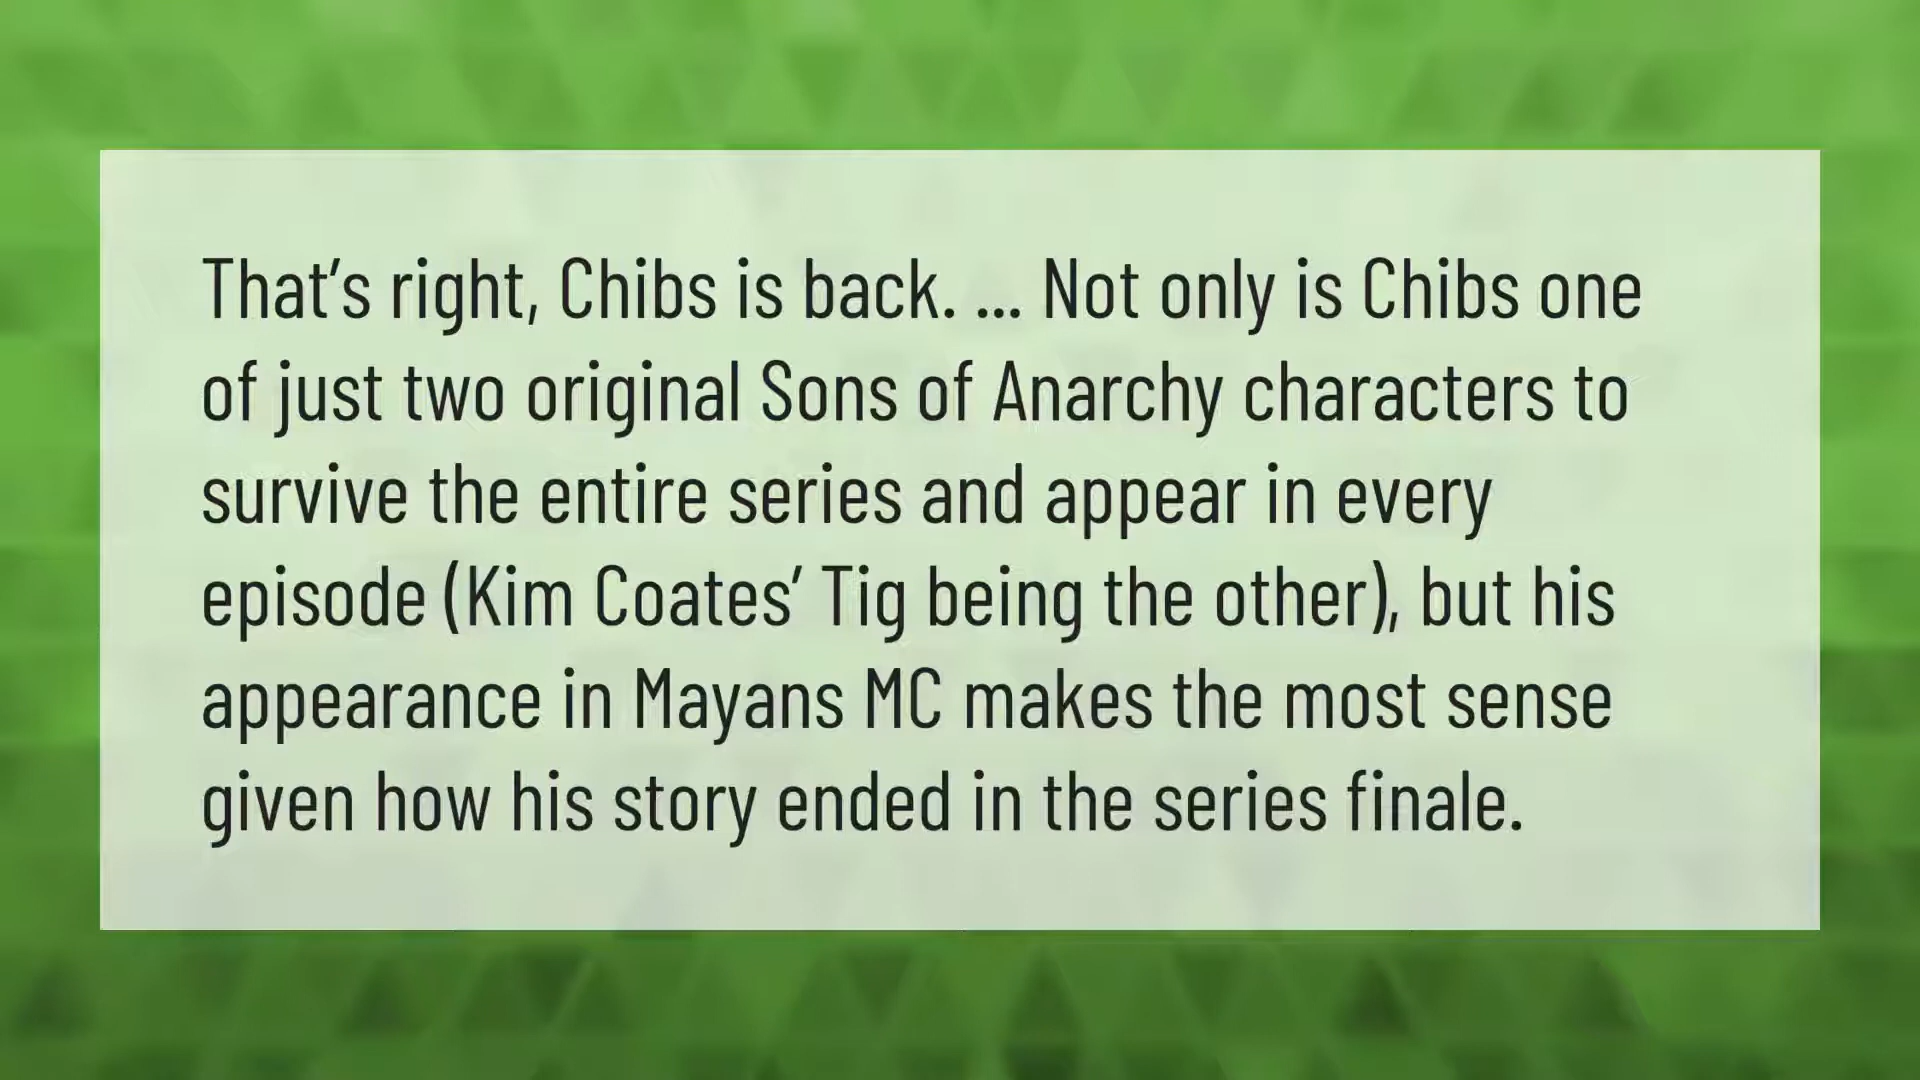 That’s right, Chibs is back. ... Not only is Chibs one
of just two original Sons of Anarchy characters to
survive the entire series and appear in every
episode (Kim Coates’ Tig being the other), but his
appearance in Mayans MC makes the most sense
given how his story ended in the series finale.